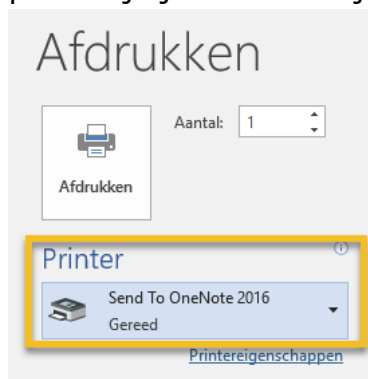 Afdrukken
Aantal: 1
Afdrukken
Printer
Send To OneNote 2016
Gereed
Printereigenschappen